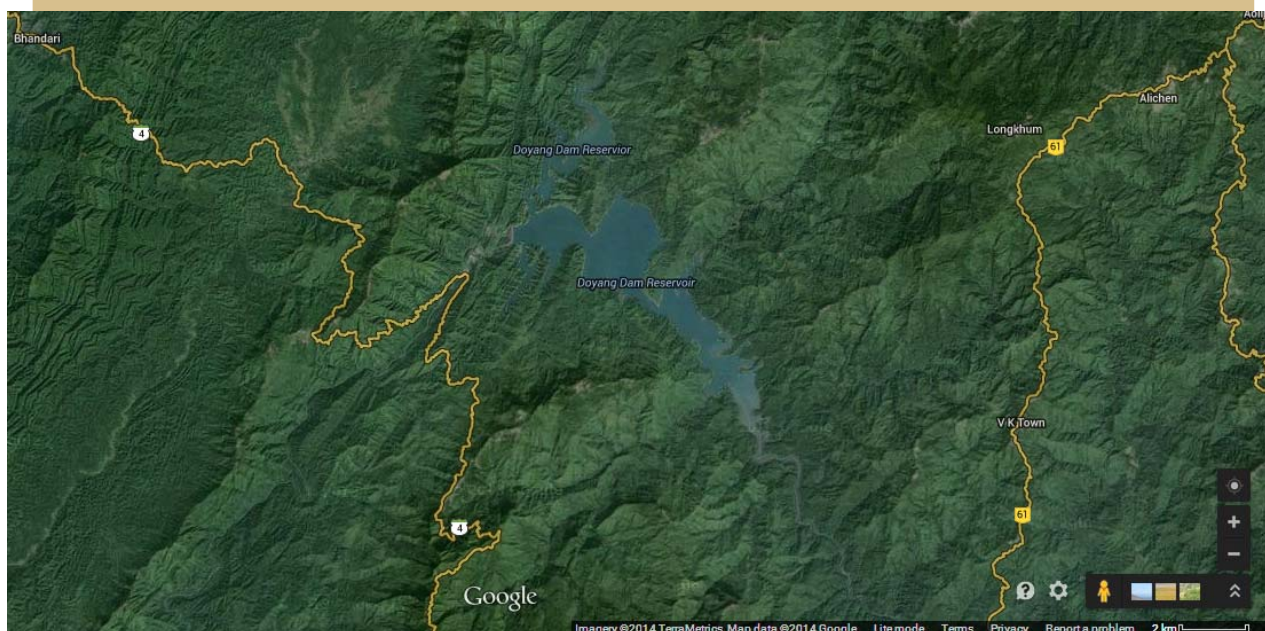 Bhandari
4
Doyang Dam Reservior
Longkhum
Alichen
61
Doyang Dam Reservoir
V K Town
61
4
Google
Imagery ©2014 TerraMetrics, Map data ©2014 Google Lite mode Terms Privacy Report a problem 2 km